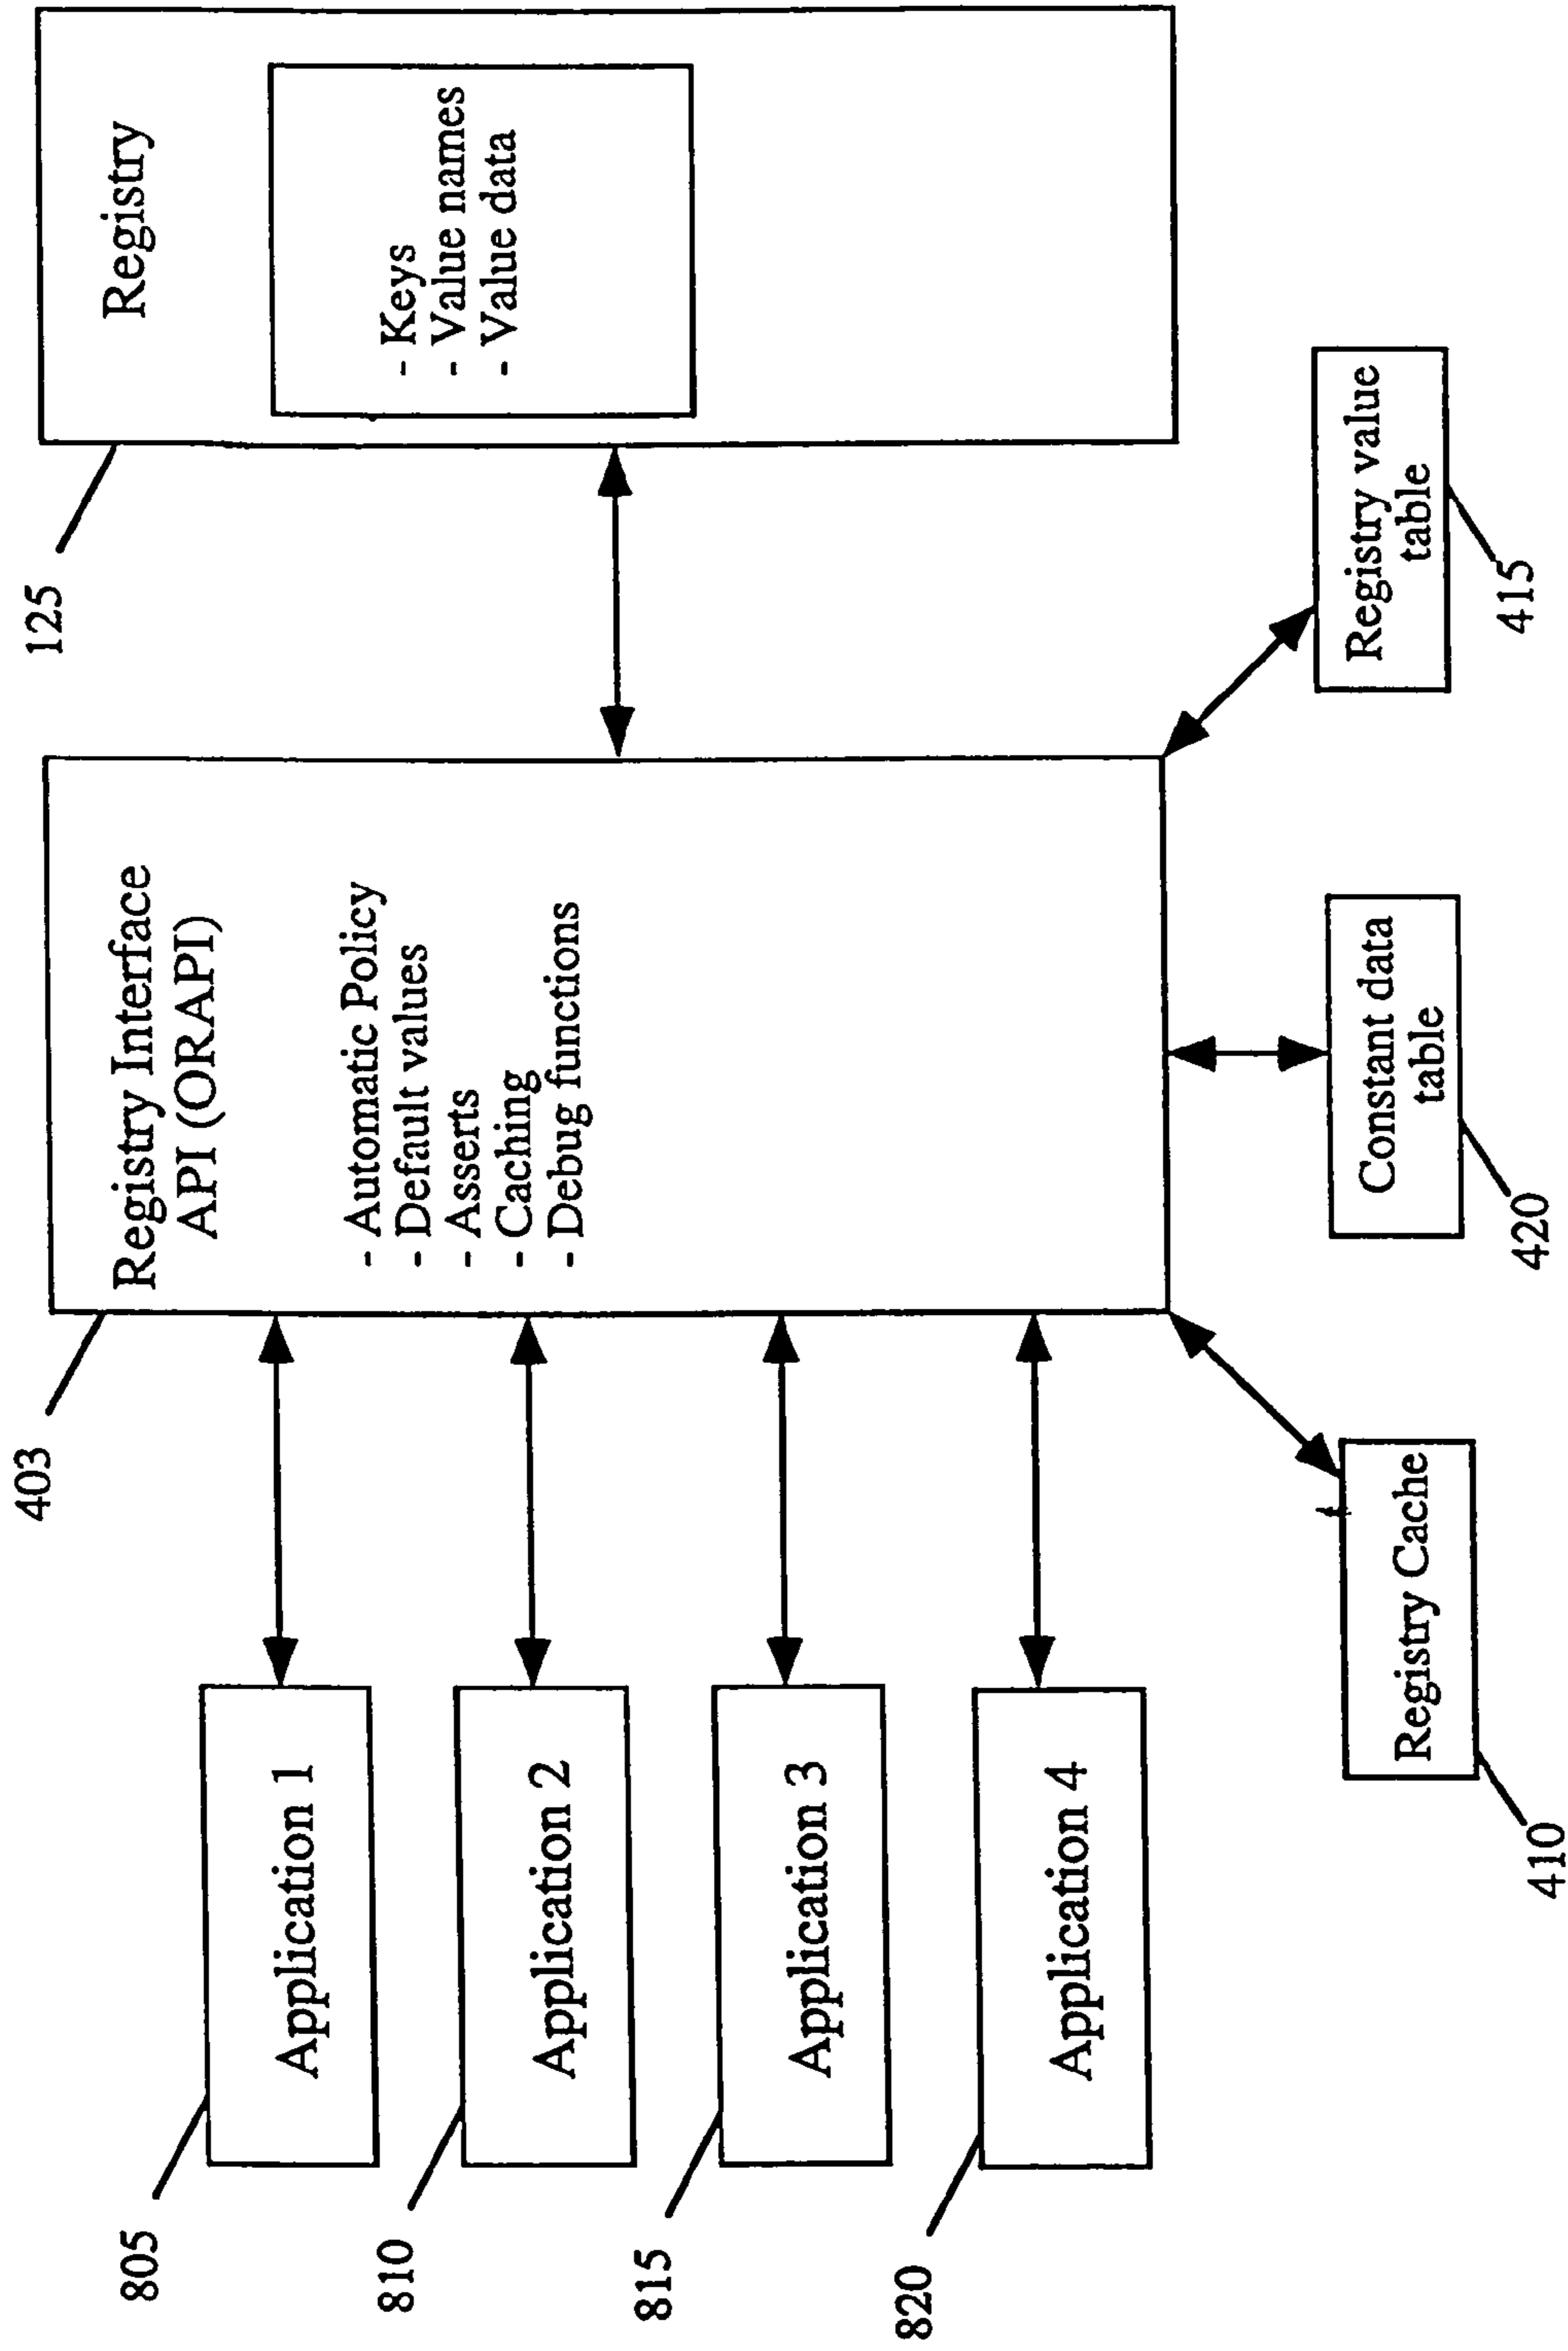 805
Application 1
810
Application 2
815
Application 3
820
Application 4
403
Registry Interface
API (ORAPI)
- Automatic Policy
- Default values
- Asserts
- Caching
- Debug functions
125
Registry
- Keys
- Value names
- Value data
Registry Cache
410
Constant data
table
420
Registry value
table
415